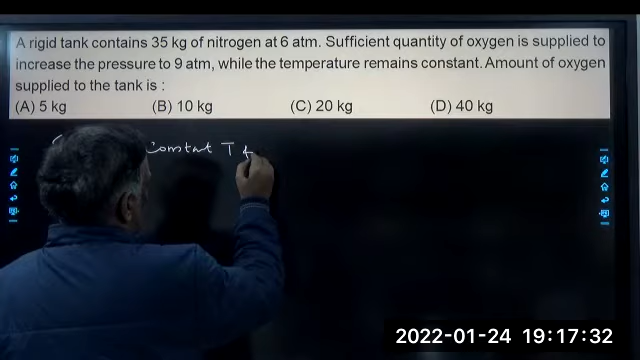 A rigid tank contains 35 kg of nitrogen at 6 atm. Sufficient quantity of oxygen is supplied to
increase the pressure to 9 atm, while the temperature remains constant. Amount of oxygen
supplied to the tank is :
(A) 5 kg (B) 10 kg (C) 20 kg (D) 40 kg
constat T
2022-01-24 19:17:32